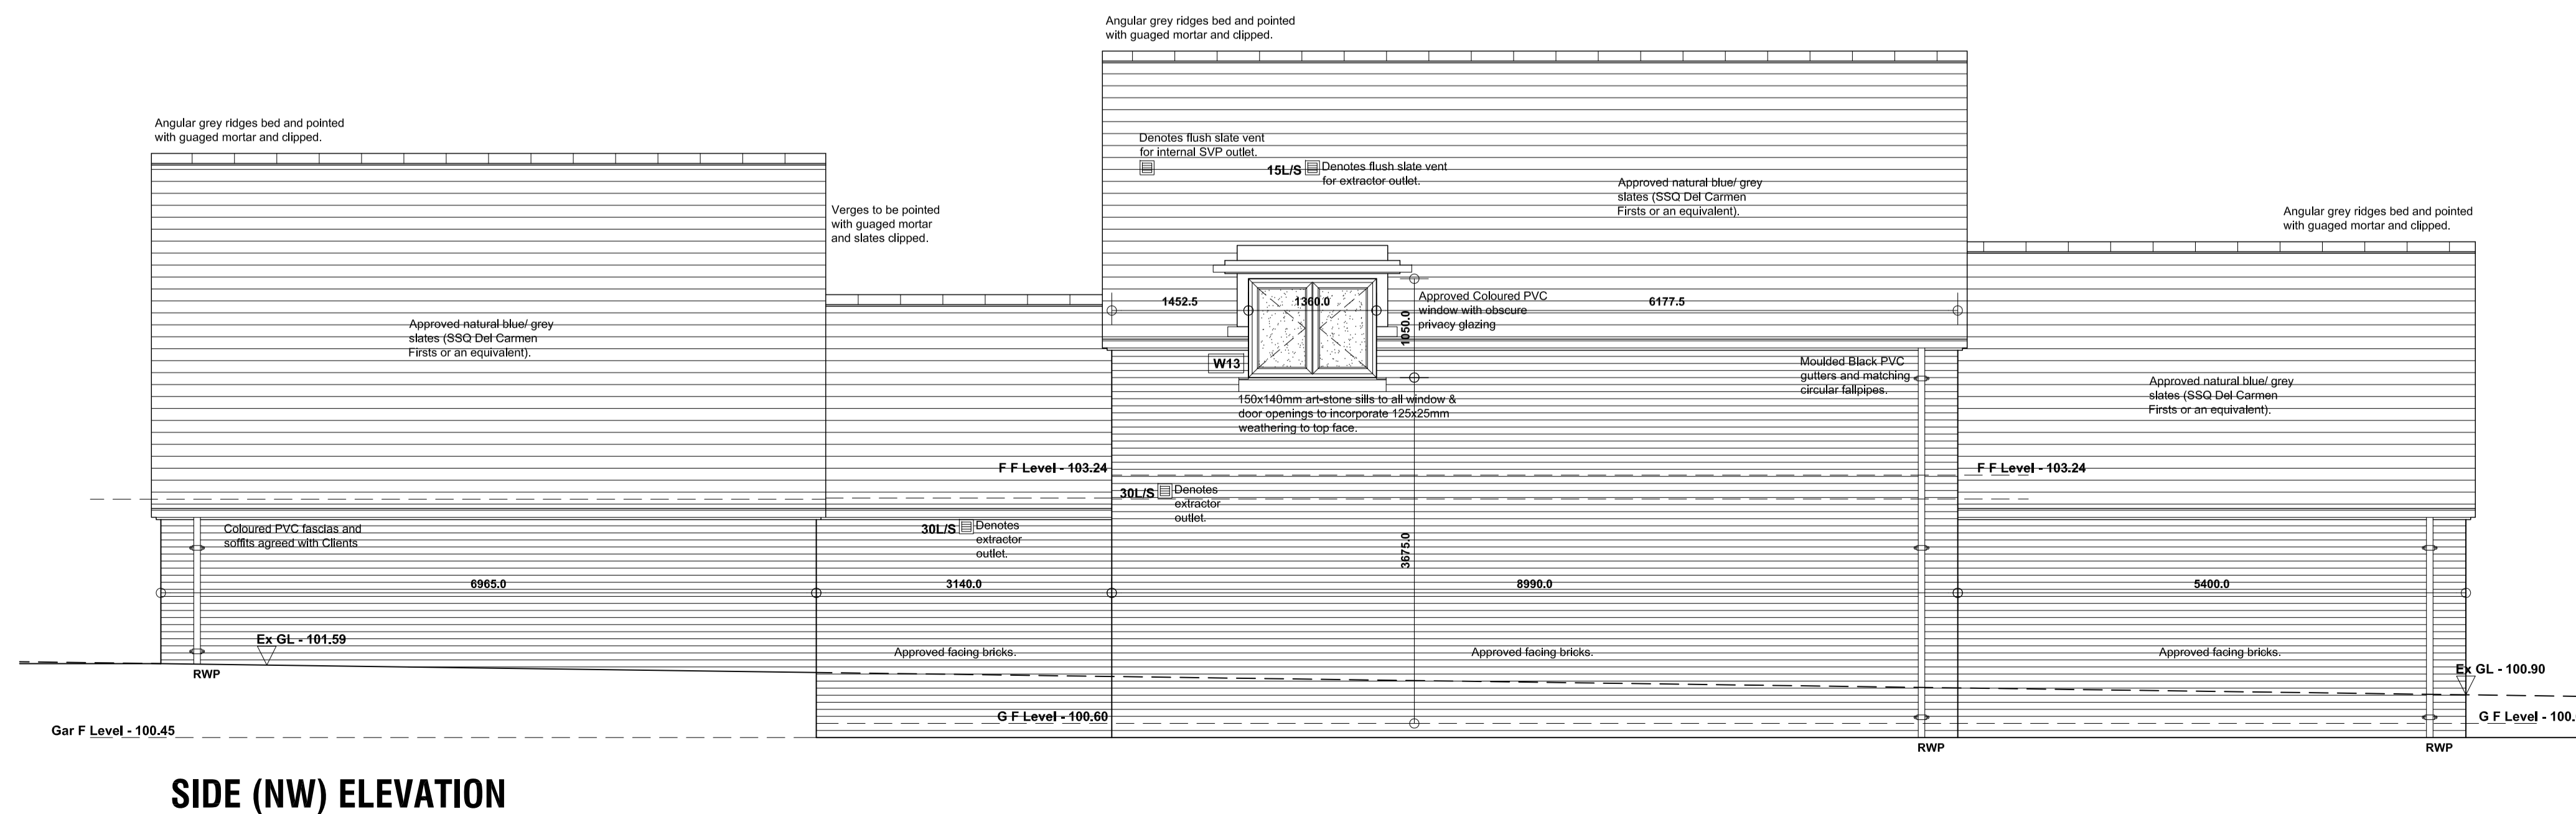 Angular grey ridges bed and pointed
with guaged mortar and clipped.
Angular grey ridges bed and pointed
with guaged mortar and clipped.
Denotes flush slate vent
for internal SVP outlet.
15L/S
Denotes flush slate vent
for extractor outlet.
Approved natural blue/ grey
slates (SSQ Del Carmen
Firsts or an equivalent).
Verges to be pointed
with guaged mortar
and slates clipped.
Angular grey ridges bed and pointed
with guaged mortar and clipped.
1452.5
1360.0
6177.5
Approved Coloured PVC
window with obscure
privacy glazing
1050.0
Approved natural blue/ grey
slates (SSQ Del Carmen
Firsts or an equivalent).
W13
Moulded Black PVC
gutters and matching
circular fallpipes.
Approved natural blue/ grey
slates (SSQ Del Carmen
Firsts or an equivalent).
150x140mm art-stone sills to all window &
door openings to incorporate 125x25mm
weathering to top face.
F F Level - 103.24
F F Level - 103.24
30L/S
Denotes
extractor
outlet.
Coloured PVC fascias and
soffits agreed with Clients
30L/S
Denotes
extractor
outlet.
3675.0
6965.0
3140.0
8990.0
5400.0
Ex GL - 101.59
Approved facing bricks.
Approved facing bricks.
Approved facing bricks.
RWP
Ex GL - 100.90
G F Level - 100.60
G F Level - 100.
Gar F Level - 100.45
RWP
RWP
SIDE (NW) ELEVATION